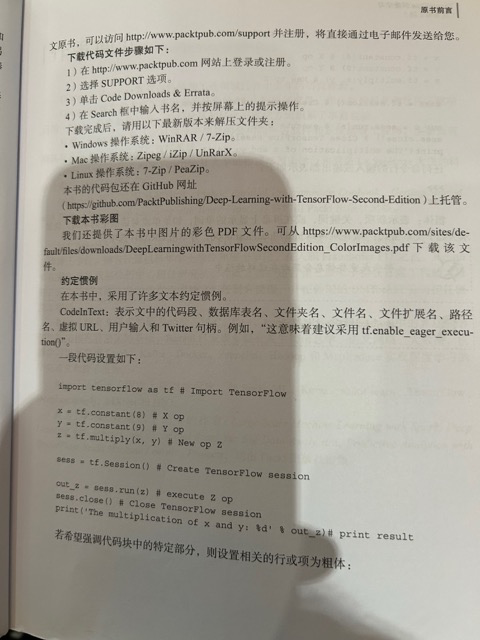 原书前言
文原书，可以访问 http://www.packtpub.com/support 并注册，将直接通过电子邮件发送给您。
下载代码文件步骤如下：
1）在 http://www.packtpub.com 网站上登录或注册。
2）选择 SUPPORT 选项。
3）单击 Code Downloads & Errata。
4）在 Search 框中输入书名，并按屏幕上的提示操作。
下载完成后，请用以下最新版本来解压文件夹：
• Windows 操作系统：WinRAR / 7-Zip。
• Mac 操作系统：Zipeg / iZip / UnRarX。
• Linux 操作系统：7-Zip / PeaZip。
本书的代码包还在 GitHub 网址
（https://github.com/PacktPublishing/Deep-Learning-with-TensorFlow-Second-Edition）上托管。
下载本书彩图
我们还提供了本书中图片的彩色 PDF 文件。可从 https://www.packtpub.com/sites/de-
fault/files/downloads/DeepLearningwithTensorFlowSecondEdition_ColorImages.pdf 下载该文
件。
约定惯例
在本书中，采用了许多文本约定惯例。
CodeInText：表示文中的代码段、数据库表名、文件夹名、文件名、文件扩展名、路径
名、虚拟 URL、用户输入和 Twitter 句柄。例如，“这意味着建议采用 tf.enable_eager_execu-
tion()”。
一段代码设置如下：
import tensorflow as tf # Import TensorFlow
x = tf.constant(8) # X op
y = tf.constant(9) # Y op
z = tf.multiply(x, y) # New op Z
sess = tf.Session() # Create TensorFlow session
out_z = sess.run(z) # execute Z op
sess.close() # Close TensorFlow session
print('The multiplication of x and y: %d' % out_z)# print result
若希望强调代码块中的特定部分，则设置相关的行或项为粗体：